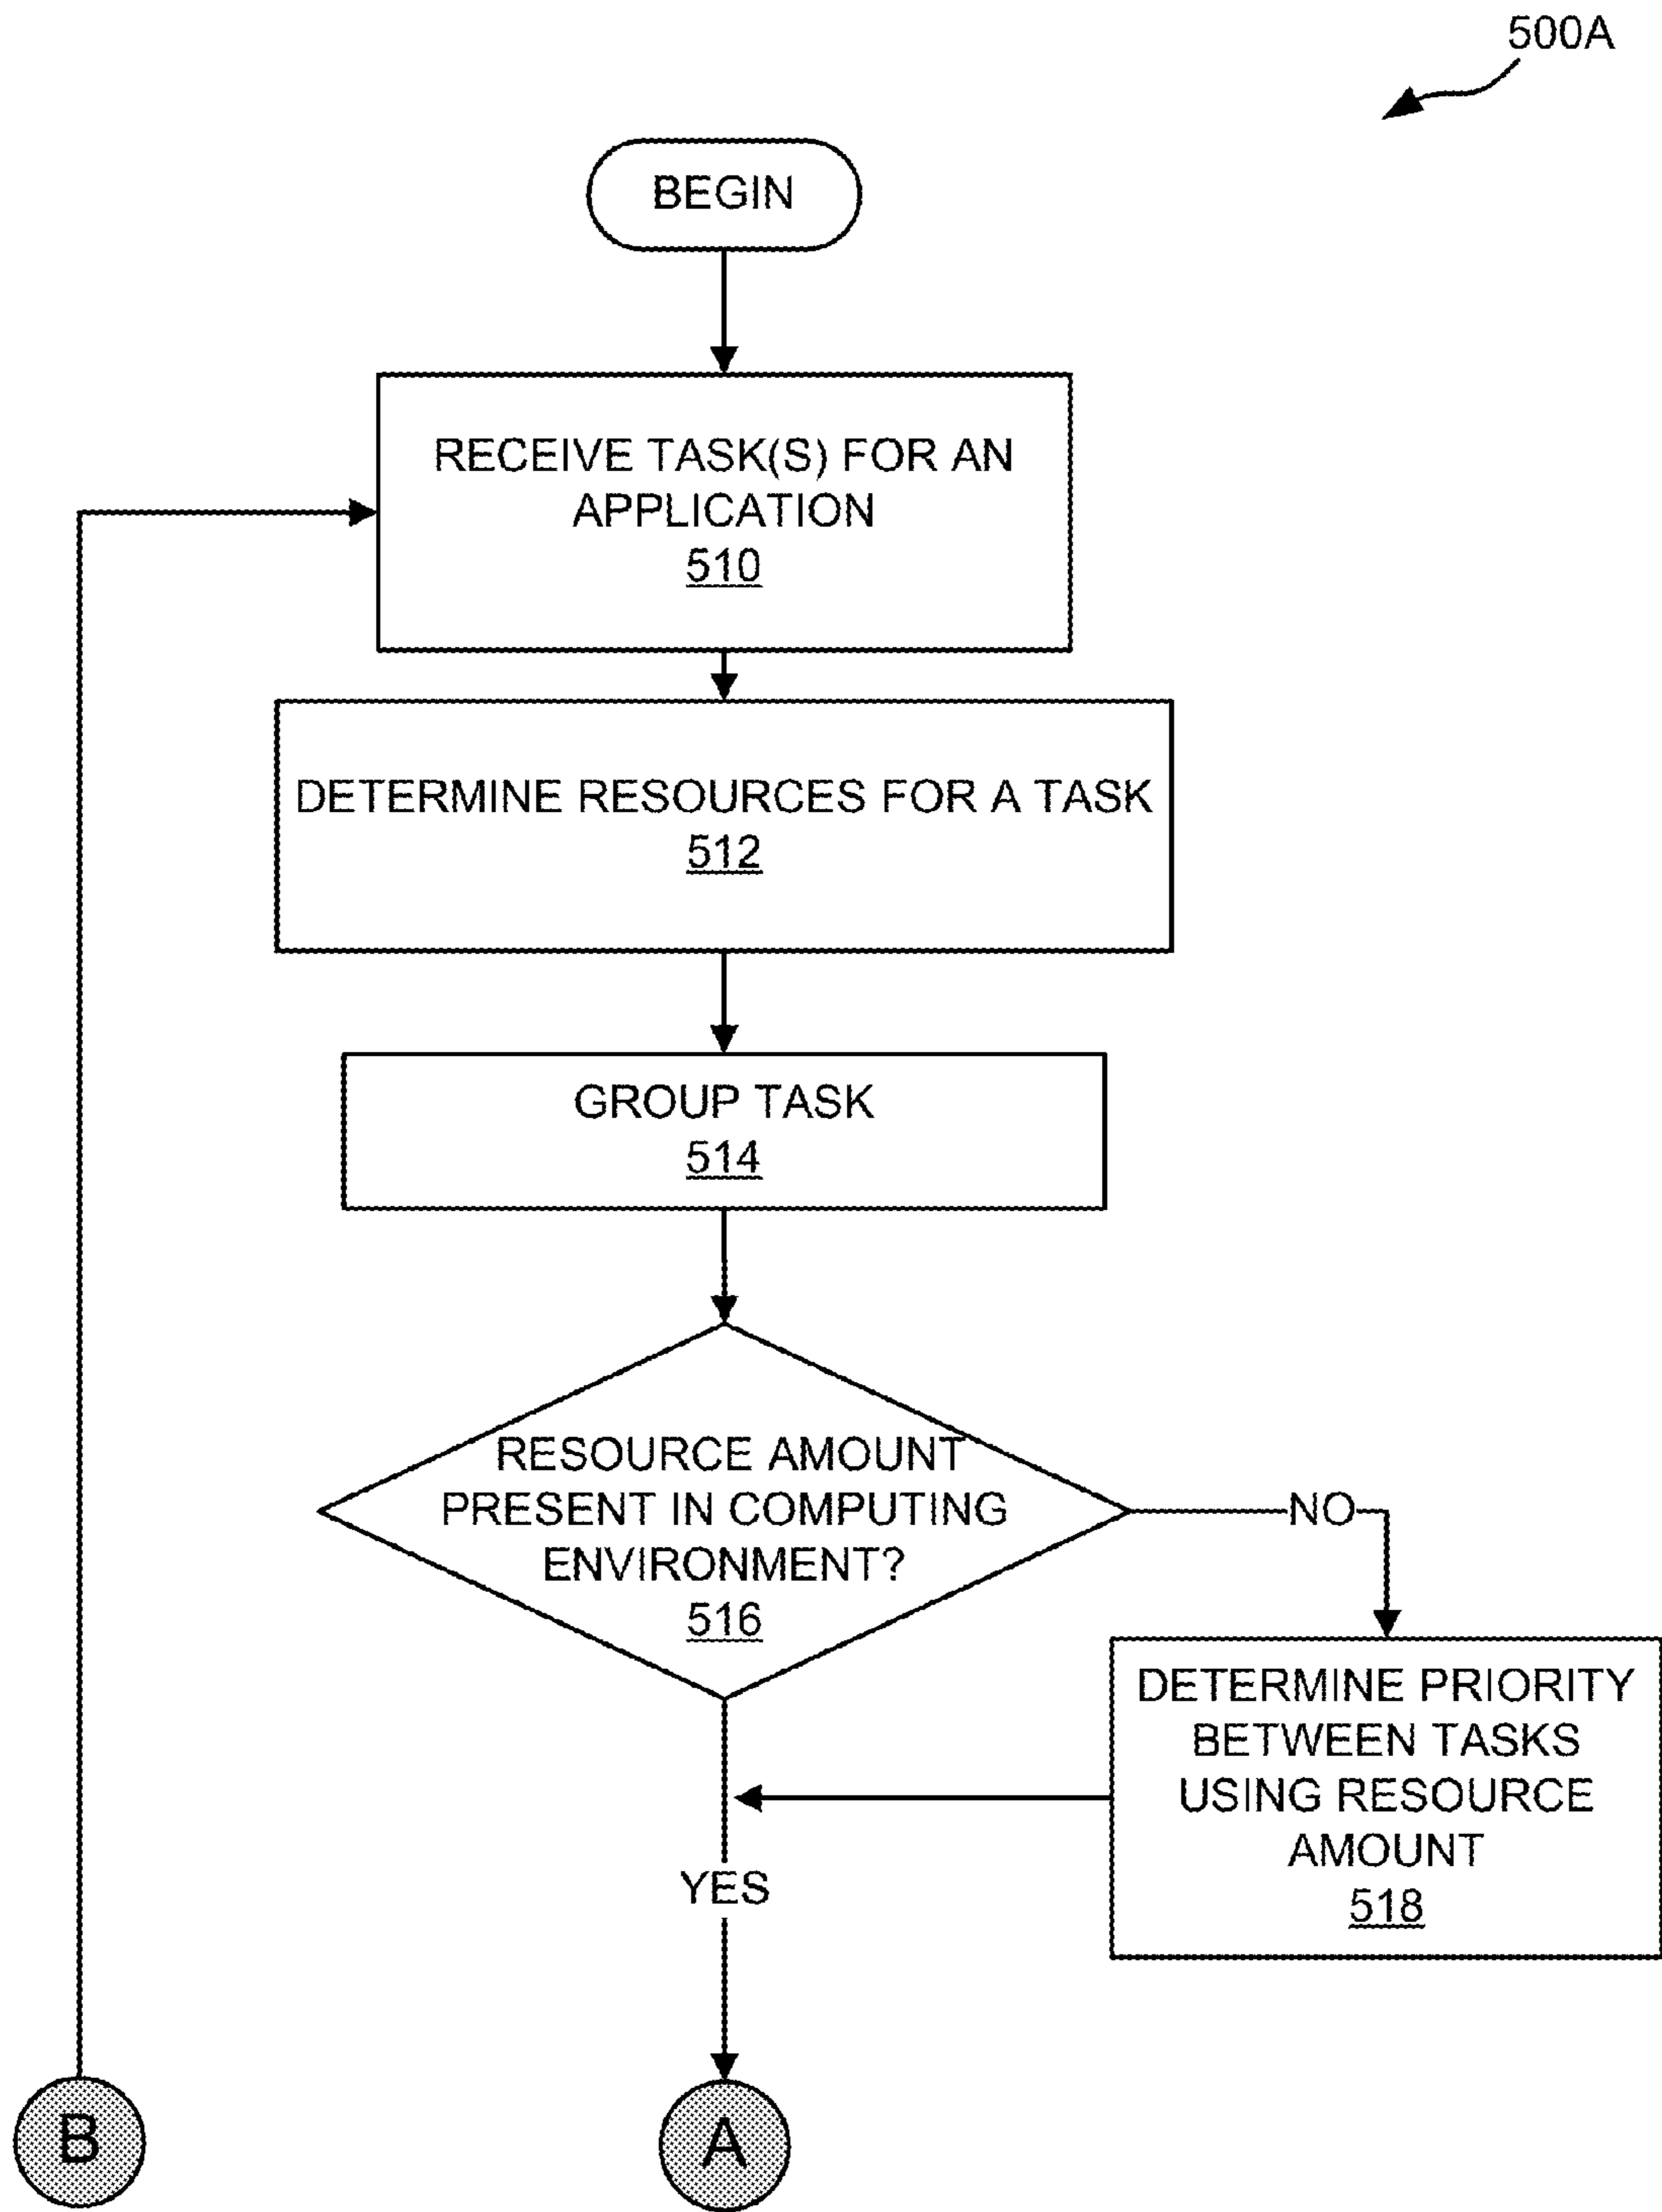 500A
BEGIN
RECEIVE TASK(S) FOR AN
APPLICATION
510
DETERMINE RESOURCES FOR A TASK
512
GROUP TASK
514
RESOURCE AMOUNT
PRESENT IN COMPUTING
ENVIRONMENT?
516
NO
DETERMINE PRIORITY
BETWEEN TASKS
USING RESOURCE
AMOUNT
518
YES
B
A